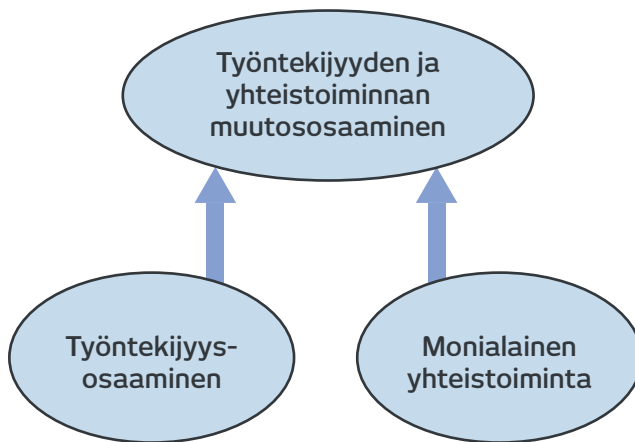 Työntekijyyden ja
yhteistoiminnan
muutososaaminen
Työntekijyys-
osaaminen
Monialainen
yhteistoiminta